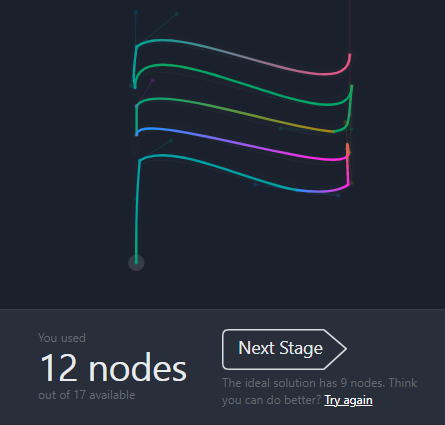 You used
12 nodes
out of 17 available
Next Stage
The ideal solution has 9 nodes. Think
you can do better? Try again